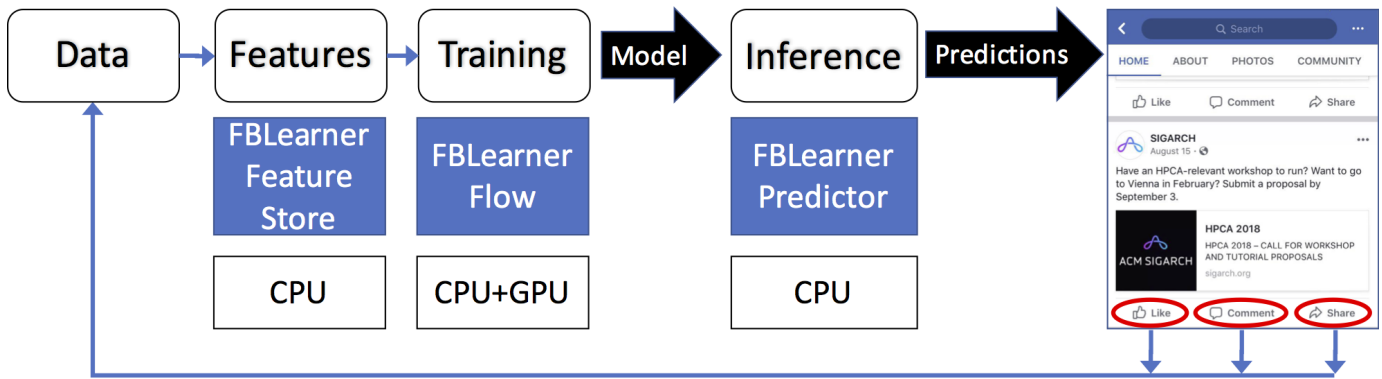 Data
Features
Training
Model
Inference
Predictions
FBLearner
Feature
Store
FBLearner
Flow
FBLearner
Predictor
CPU
CPU+GPU
CPU
Search
HOME ABOUT PHOTOS COMMUNITY
Like Comment Share
SIGARCH
August 15 ·
Have an HPCA-relevant workshop to run? Want to go
to Vienna in February? Submit a proposal by
September 3.
ACM SIGARCH
HPCA 2018
HPCA 2018 – CALL FOR WORKSHOP
AND TUTORIAL PROPOSALS
sigarch.org
Like Comment Share